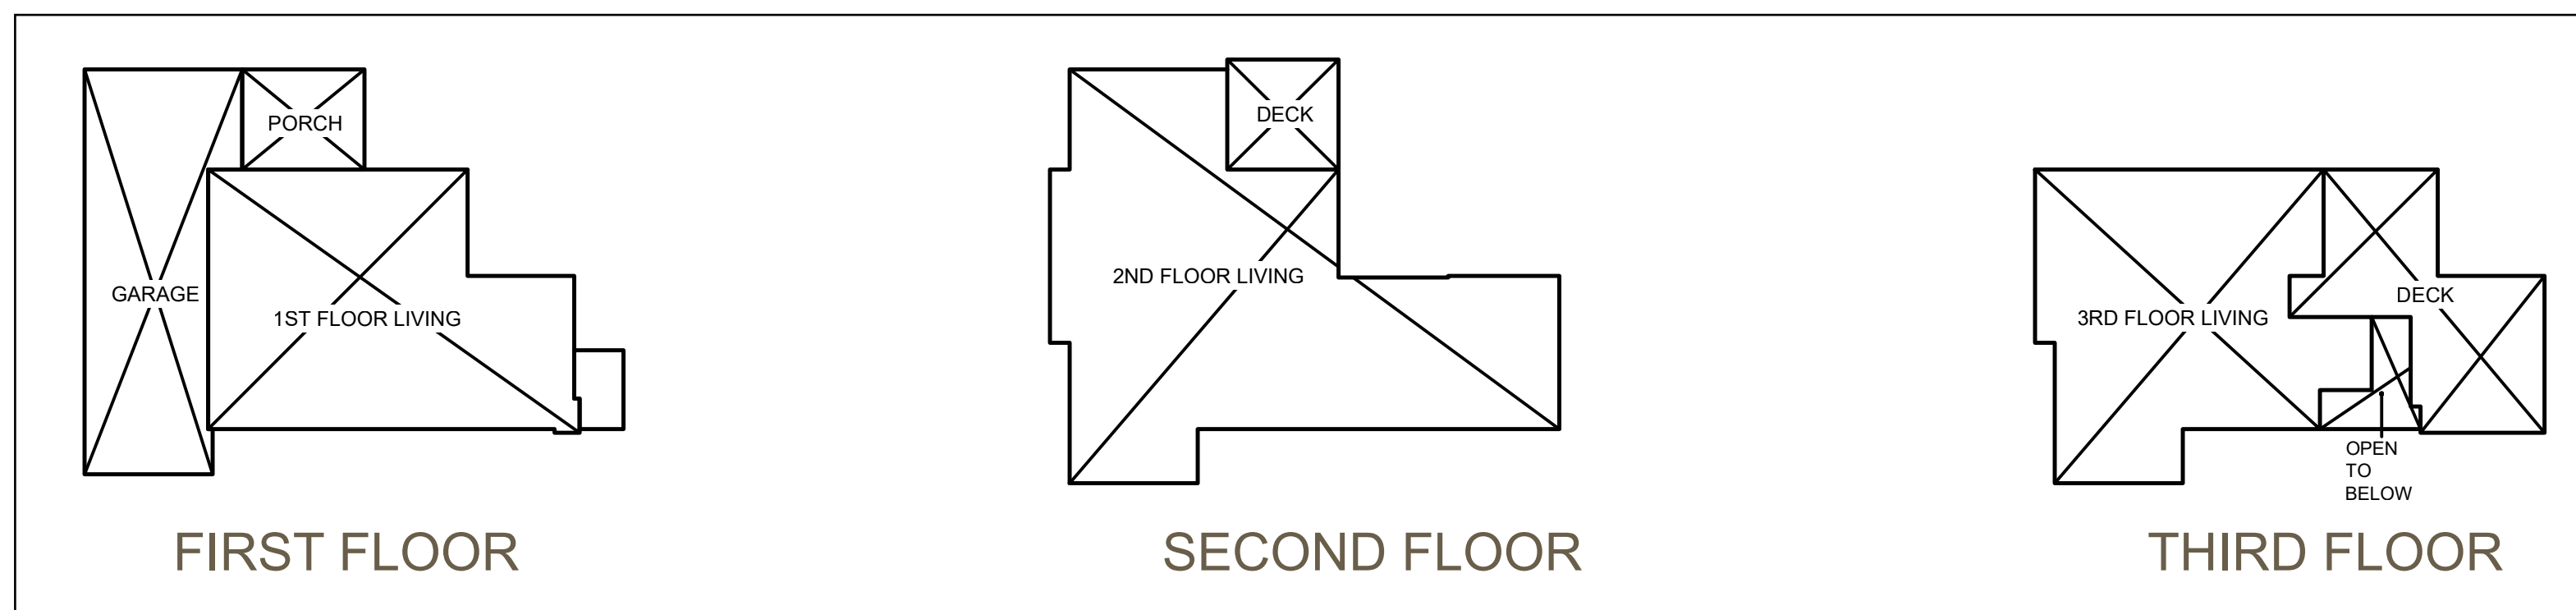 PORCH
GARAGE
1ST FLOOR LIVING
FIRST FLOOR
DECK
2ND FLOOR LIVING
SECOND FLOOR
DECK
3RD FLOOR LIVING
OPEN
TO
BELOW
THIRD FLOOR